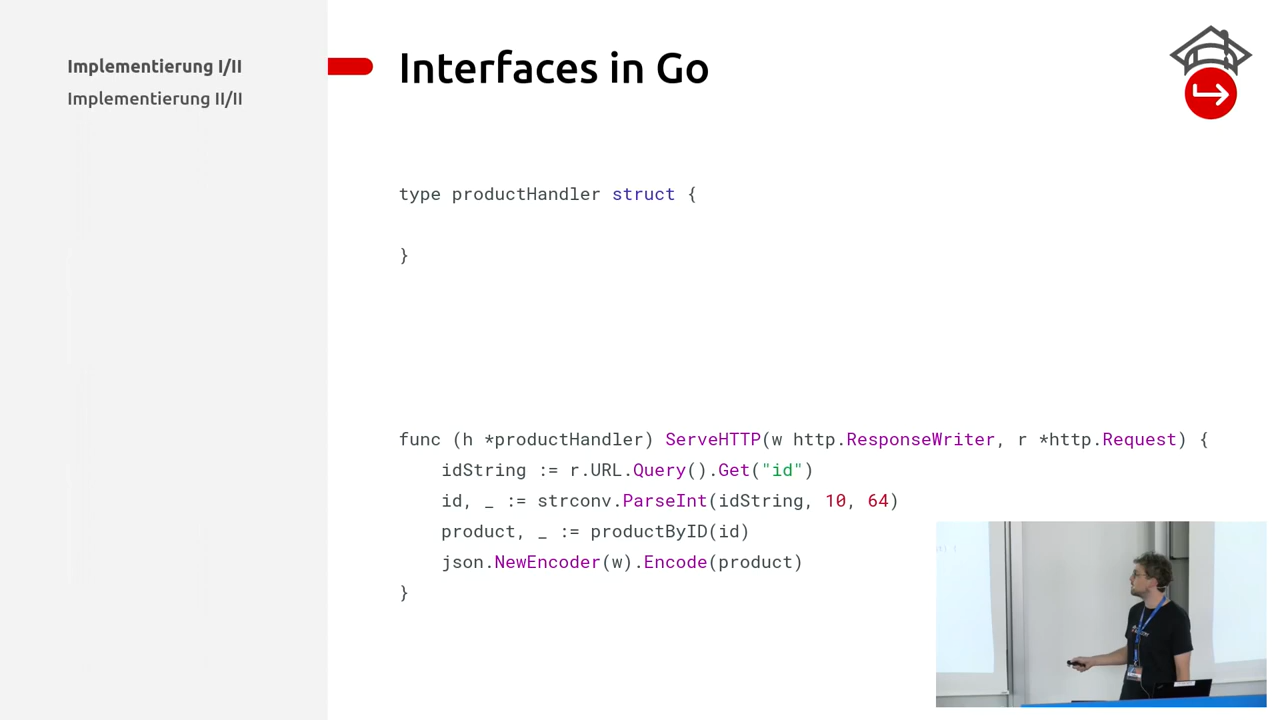 Implementierung I/II
Implementierung II/II
Interfaces in Go
type productHandler struct {
}
func (h *productHandler) ServeHTTP(w http.ResponseWriter, r *http.Request) {
    idString := r.URL.Query().Get("id")
    id, _ := strconv.ParseInt(idString, 10, 64)
    product, _ := productByID(id)
    json.NewEncoder(w).Encode(product)
}